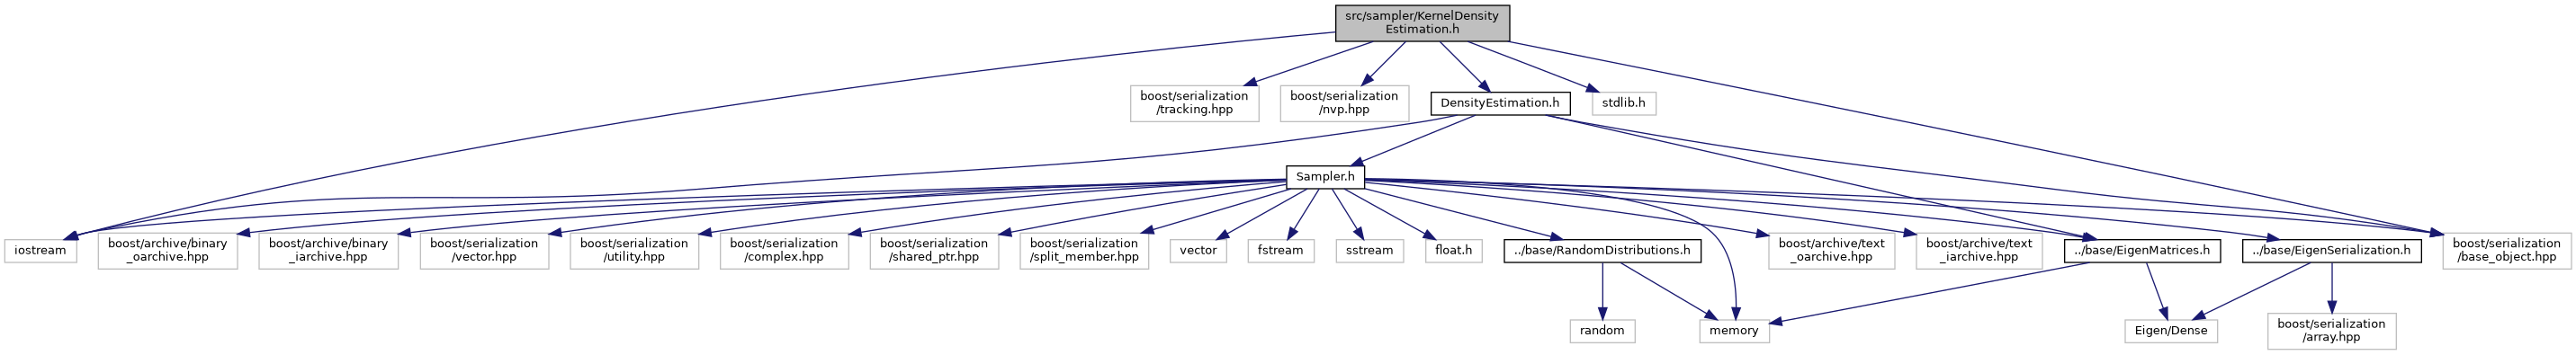 src/sampler/KernelDensity
Estimation.h
boost/serialization
/tracking.hpp
boost/serialization
/nvp.hpp
DensityEstimation.h
stdlib.h
Sampler.h
iostream
boost/archive/binary
_oarchive.hpp
boost/archive/binary
_iarchive.hpp
boost/serialization
/vector.hpp
boost/serialization
/utility.hpp
boost/serialization
/complex.hpp
boost/serialization
/shared_ptr.hpp
boost/serialization
/split_member.hpp
vector
fstream
sstream
float.h
../base/RandomDistributions.h
boost/archive/text
_oarchive.hpp
boost/archive/text
_iarchive.hpp
../base/EigenMatrices.h
../base/EigenSerialization.h
boost/serialization
/base_object.hpp
random
memory
Eigen/Dense
boost/serialization
/array.hpp